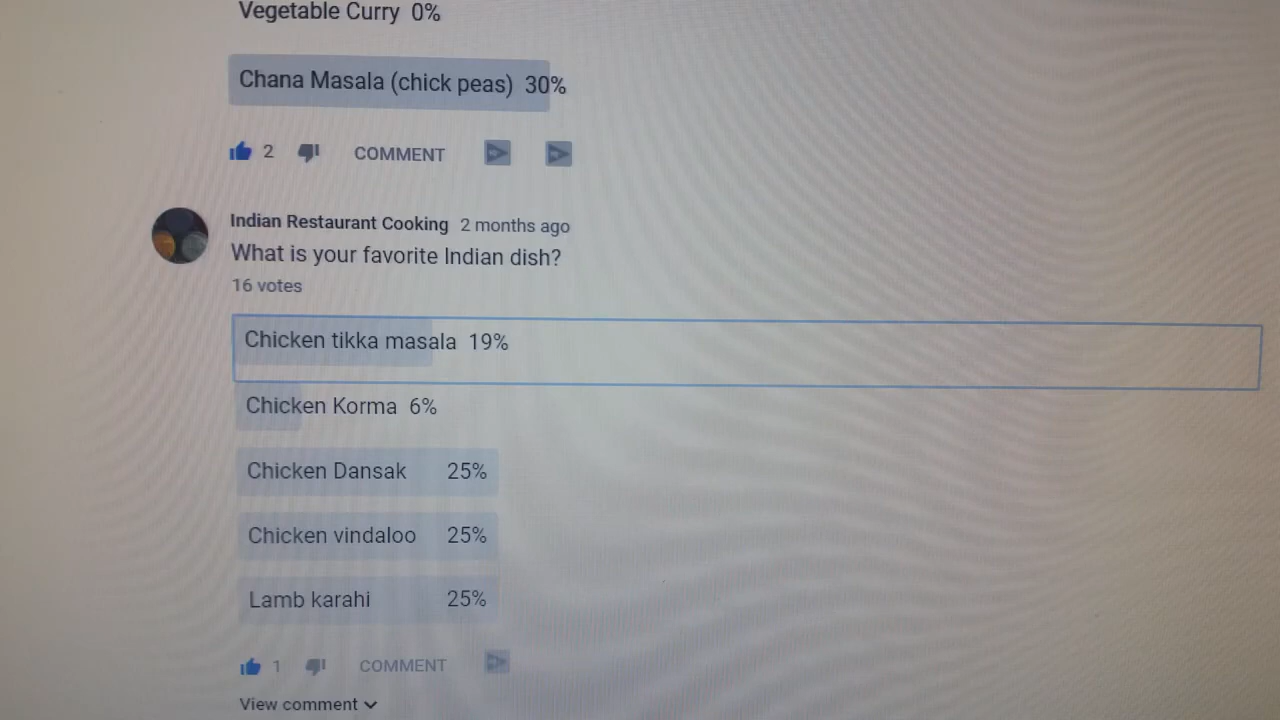 Vegetable Curry 0%
Chana Masala (chick peas) 30%
2 COMMENT
Indian Restaurant Cooking 2 months ago
What is your favorite Indian dish?
16 votes
Chicken tikka masala 19%
Chicken Korma 6%
Chicken Dansak 25%
Chicken vindaloo 25%
Lamb karahi 25%
1 COMMENT
View comment